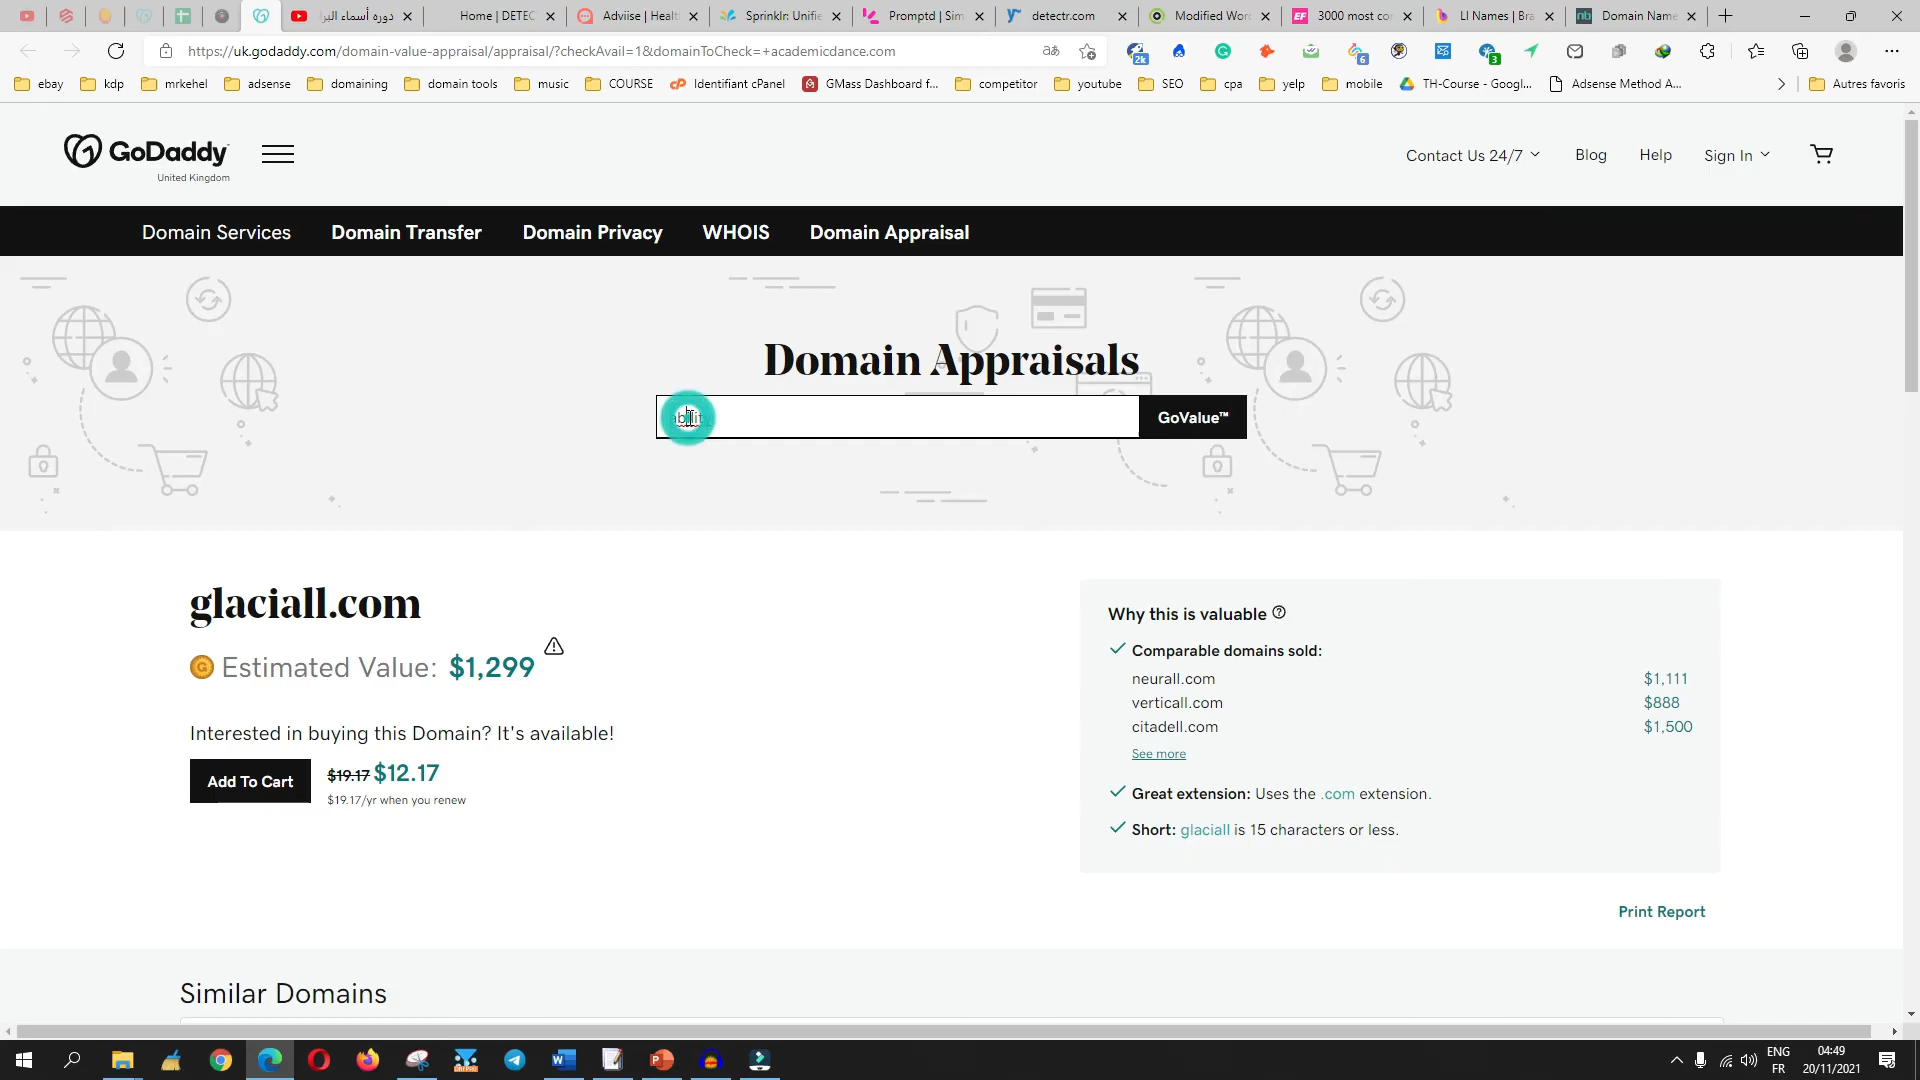 دوره أسماء البرا
Home | DETEC
Adviise | Healt
Sprinklr: Unifie
Promptd | Sim
detectr.com
Modified Wor
3000 most co
LI Names | Bra
Domain Name
https://uk.godaddy.com/domain-value-appraisal/appraisal/?checkAvail=1&domainToCheck=+academicdance.com
ebay
kdp
mrkehel
adsense
domaining
domain tools
music
COURSE
Identifiant cPanel
GMass Dashboard f...
competitor
youtube
SEO
cpa
yelp
mobile
TH-Course - Googl...
Adsense Method A...
Autres favoris
GoDaddy
United Kingdom
Contact Us 24/7
Blog
Help
Sign In
Domain Services
Domain Transfer
Domain Privacy
WHOIS
Domain Appraisal
Domain Appraisals
ability
GoValue™
glaciall.com
Estimated Value: $1,299
Interested in buying this Domain? It's available!
Add To Cart
$19.17 $12.17
$19.17/yr when you renew
Why this is valuable
Comparable domains sold:
neurall.com $1,111
verticall.com $888
citadell.com $1,500
See more
Great extension: Uses the .com extension.
Short: glaciall is 15 characters or less.
Print Report
Similar Domains
ENG
FR
04:49
20/11/2021